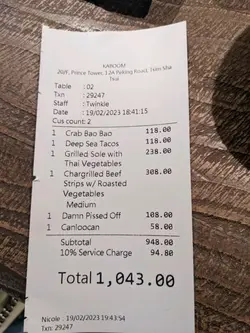 KABOOM
20/F, Prince Tower, 12A Peking Road, Tsim Sha
Tsui
Table : 02
Txn : 29247
Staff : Twinkle
Date : 19/02/2023 18:41:15
Cus count: 2
1 Crab Bao Bao 118.00
1 Deep Sea Tacos 118.00
1 Grilled Sole with 238.00
Thai Vegetables
1 Chargrilled Beef 308.00
Strips w/ Roasted
Vegetables
Medium
1 Damn Pissed Off 108.00
1 Canloocan 58.00
Subtotal 948.00
10% Service Charge 94.80
Total 1,043.00
Nicole : 19/02/2023 19:43:54
Txn: 29247